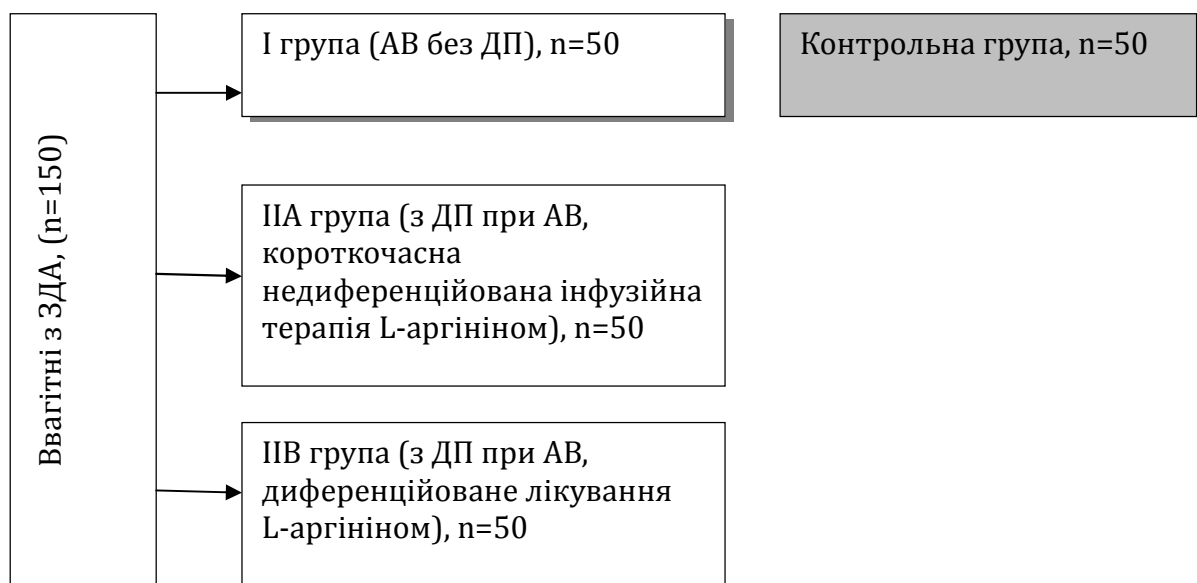 Ввагітні з ЗДА, (n=150)
I група (АВ без ДП), n=50
Контрольна група, n=50
IIA група (з ДП при АВ,
короткочасна
недиференційована інфузійна
терапія L-аргініном), n=50
IIB група (з ДП при АВ,
диференційоване лікування
L-аргініном), n=50